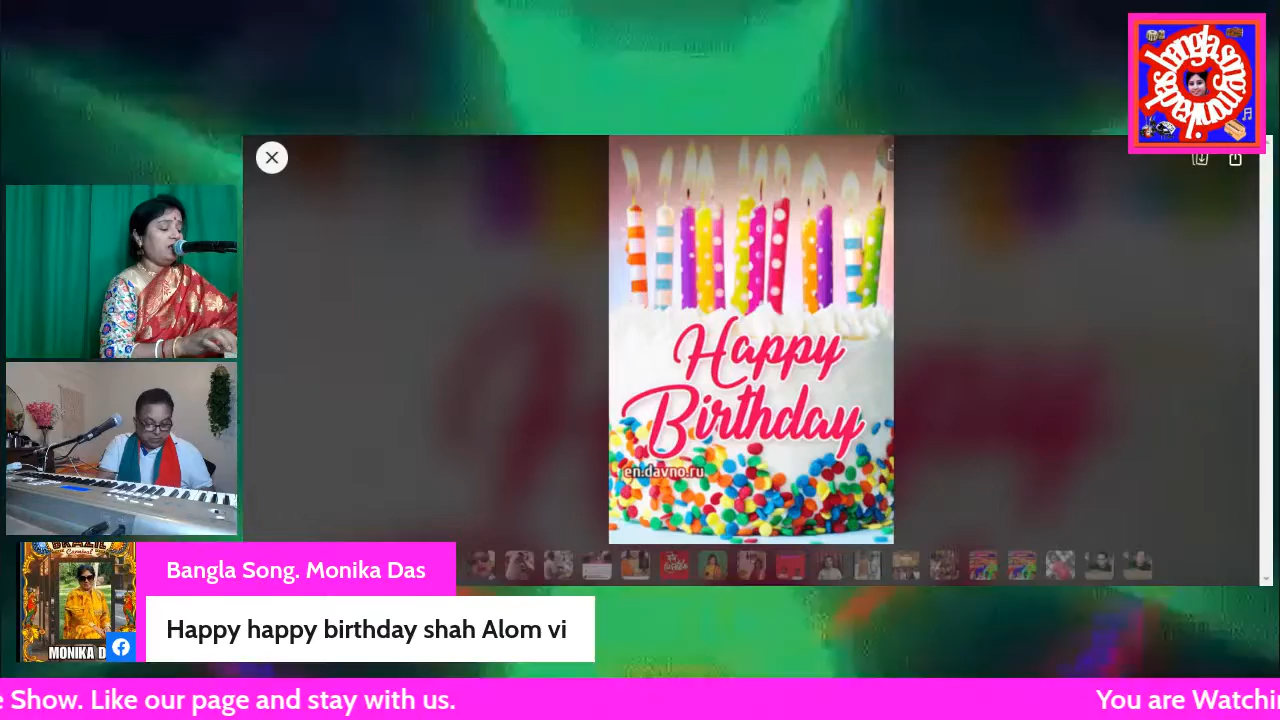 Happy
Birthday
en.davno.ru
Bangla Song. Monika Das
Happy happy birthday shah Alom vi
MONIKA D
e Show. Like our page and stay with us.
You are Watchin